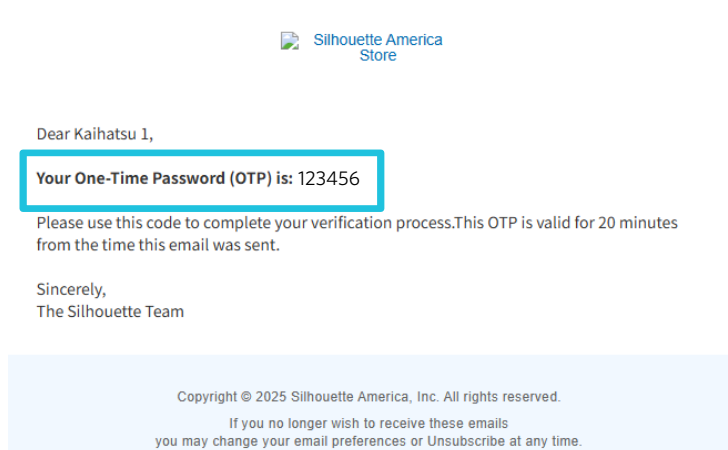 Silhouette America
Store
Dear Kaihatsu 1,
Your One-Time Password (OTP) is: 123456
Please use this code to complete your verification process.This OTP is valid for 20 minutes
from the time this email was sent.
Sincerely,
The Silhouette Team
Copyright © 2025 Silhouette America, Inc. All rights reserved.
If you no longer wish to receive these emails
you may change your email preferences or Unsubscribe at any time.